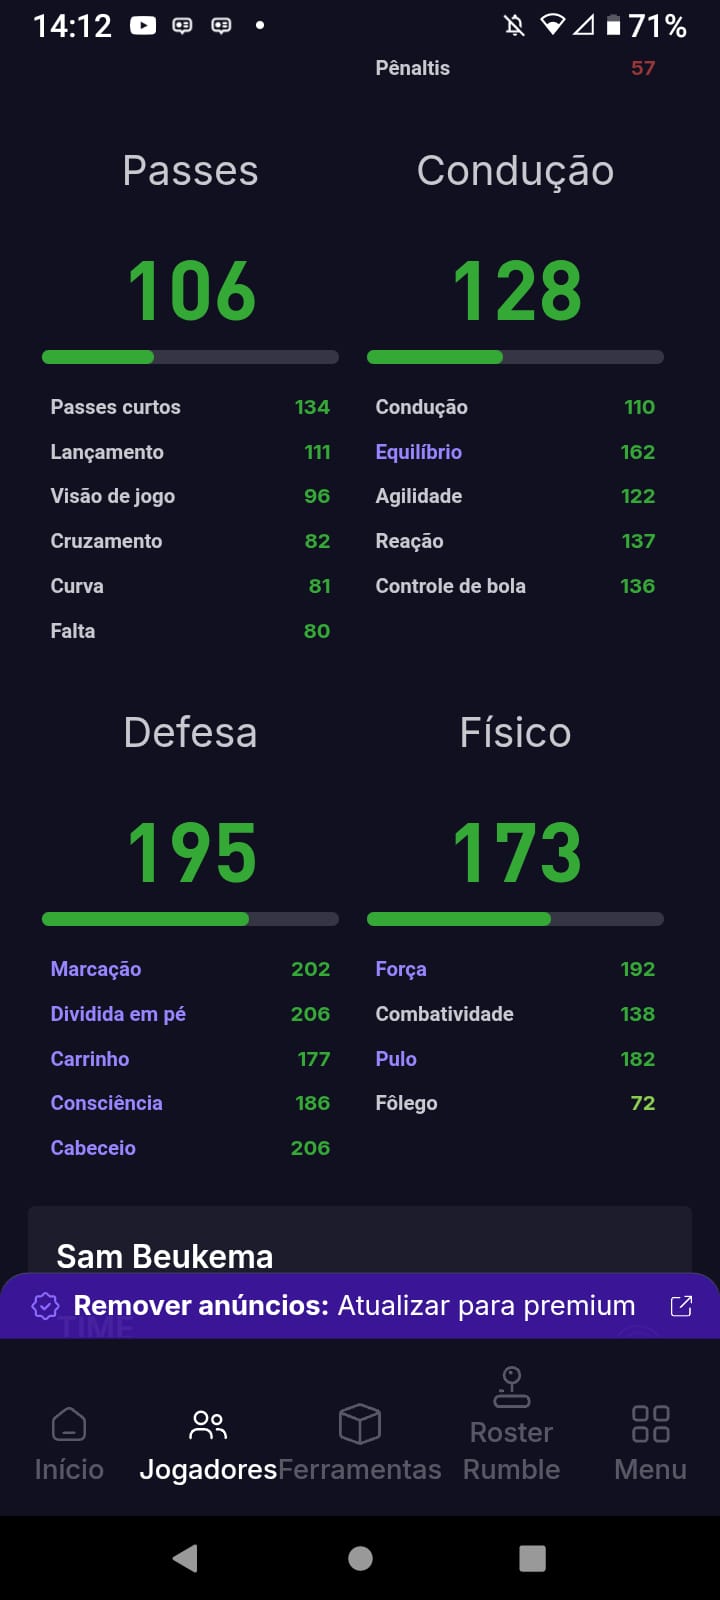 14:12
71%
Pênaltis 57
Passes
106
Passes curtos 134
Lançamento 111
Visão de jogo 96
Cruzamento 82
Curva 81
Falta 80
Condução
128
Condução 110
Equilíbrio 162
Agilidade 122
Reação 137
Controle de bola 136
Defesa
195
Marcação 202
Dividida em pé 206
Carrinho 177
Consciência 186
Cabeceio 206
Físico
173
Força 192
Combatividade 138
Pulo 182
Fôlego 72
Sam Beukema
Remover anúncios: Atualizar para premium
TIME
Início
Jogadores
Ferramentas
Roster
Rumble
Menu